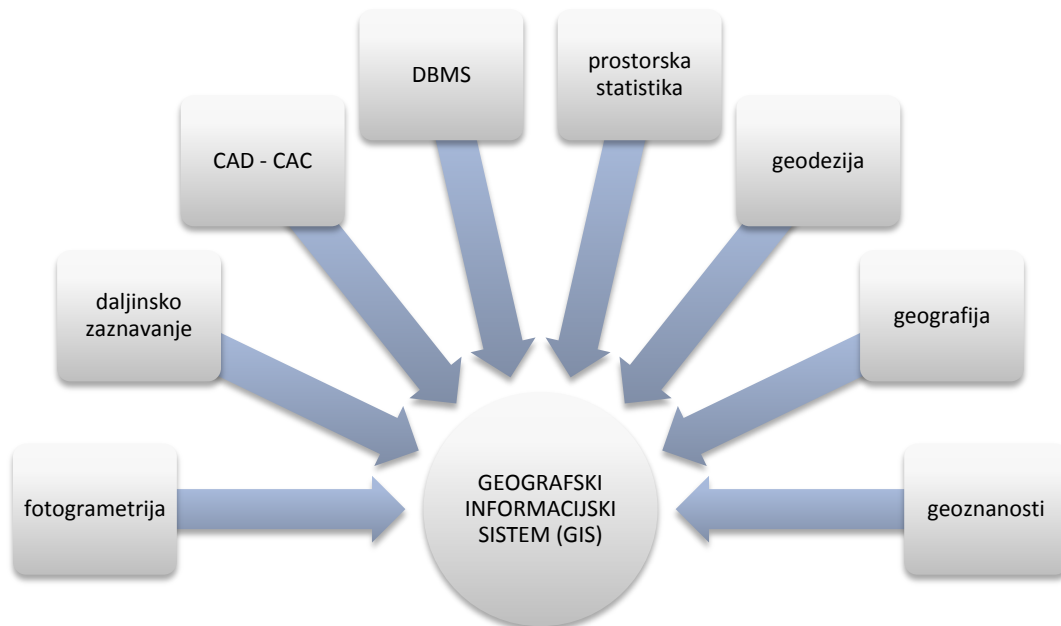 DBMS
prostorska
statistika
CAD - CAC
geodezija
daljinsko
zaznavanje
geografija
fotogrametrija
GEOGRAFSKI
INFORMACIJSKI
SISTEM (GIS)
geoznanosti